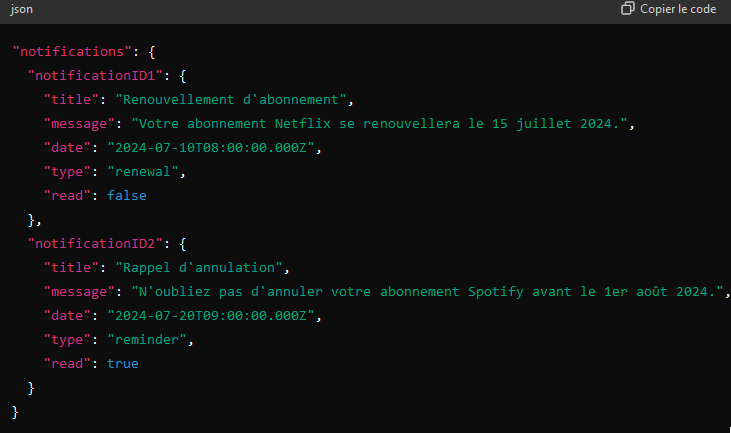 json
Copier le code
"notifications": {
"notificationID1": {
"title": "Renouvellement d'abonnement",
"message": "Votre abonnement Netflix se renouvellera le 15 juillet 2024.",
"date": "2024-07-10T08:00:00.000Z",
"type": "renewal",
"read": false
},
"notificationID2": {
"title": "Rappel d'annulation",
"message": "N'oubliez pas d'annuler votre abonnement Spotify avant le 1er août 2024.",
"date": "2024-07-20T09:00:00.000Z",
"type": "reminder",
"read": true
}
}